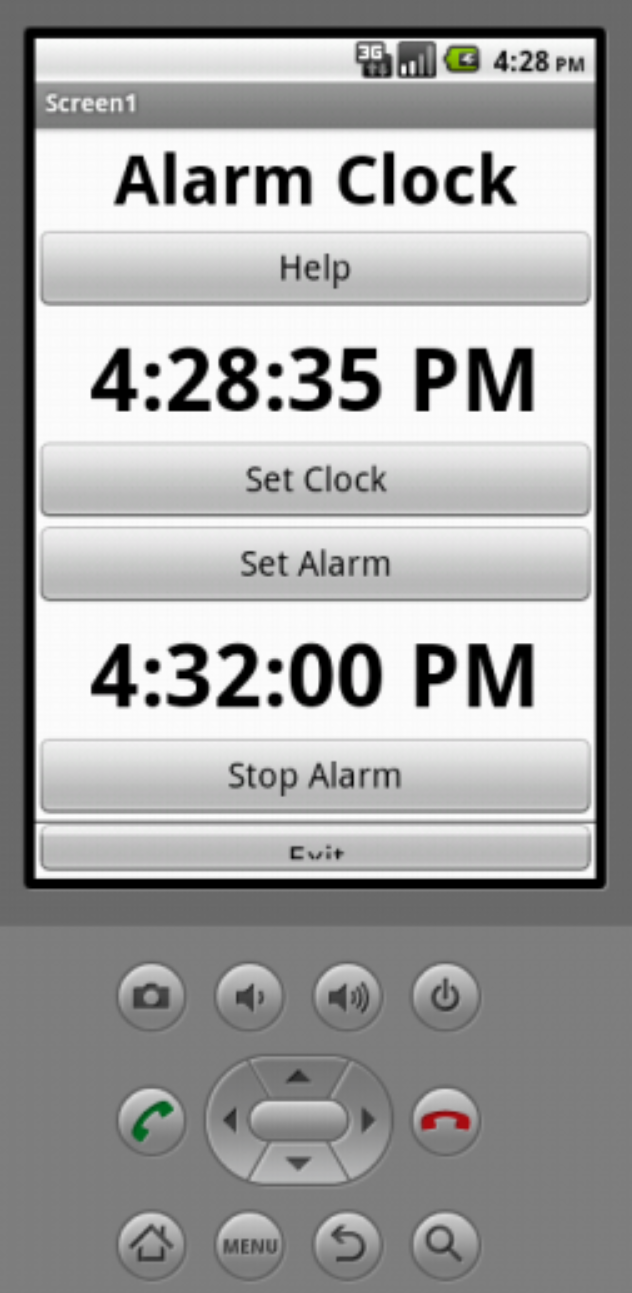 3G 4:28 PM
Screen1
Alarm Clock
Help
4:28:35 PM
Set Clock
Set Alarm
4:32:00 PM
Stop Alarm
Exit
MENU